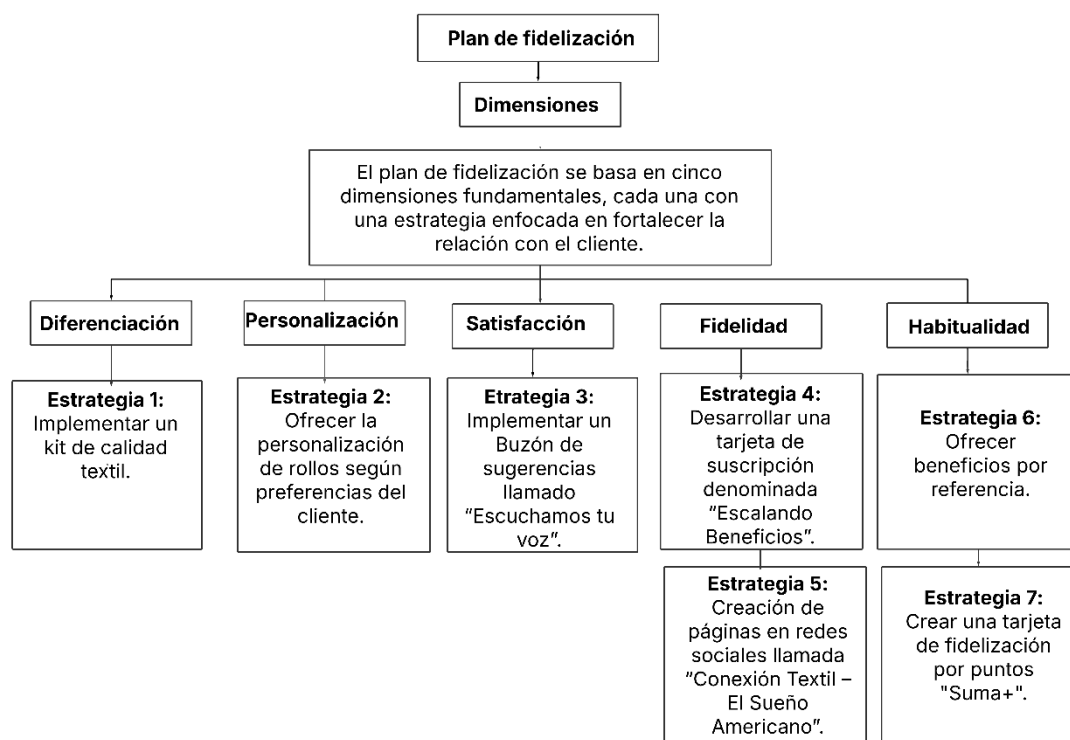 Plan de fidelización
Dimensiones
El plan de fidelización se basa en cinco
dimensiones fundamentales, cada una con
una estrategia enfocada en fortalecer la
relación con el cliente.
Diferenciación
Personalización
Satisfacción
Fidelidad
Habitualidad
Estrategia 1:
Implementar un
kit de calidad
textil.
Estrategia 2:
Ofrecer la
personalización
de rollos según
preferencias del
cliente.
Etrategia 3:
Implementar un
Buzón de
sugerencias
llamado
“Escuchamos tu
voz”.
Estrategia 4:
Desarrollar una
tarjeta de
suscripción
denominada
“Escalando
Beneficios”.
Estrategia 6:
Ofrecer
beneficios por
referencia.
Estrategia 5:
Creación de
páginas en redes
sociales llamada
“Conexión Textil –
El Sueño
Americano”.
Estrategia 7:
Crear una tarjeta
de fidelización
por puntos
"Suma+".